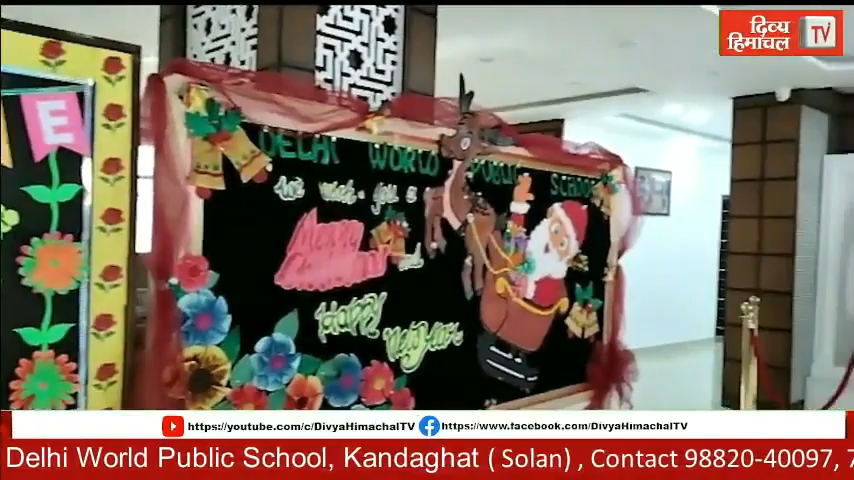 दिव्य
हिमाचल TV
E
DELHI WORLD PUBLIC SCHOOL
We wish you a
Merry
Christmas and
Happy
New Year
https://youtube.com/c/DivyaHimachalTV https://www.facebook.com/DivyaHimachalTV
Delhi World Public School, Kandaghat ( Solan) , Contact 98820-40097, 7